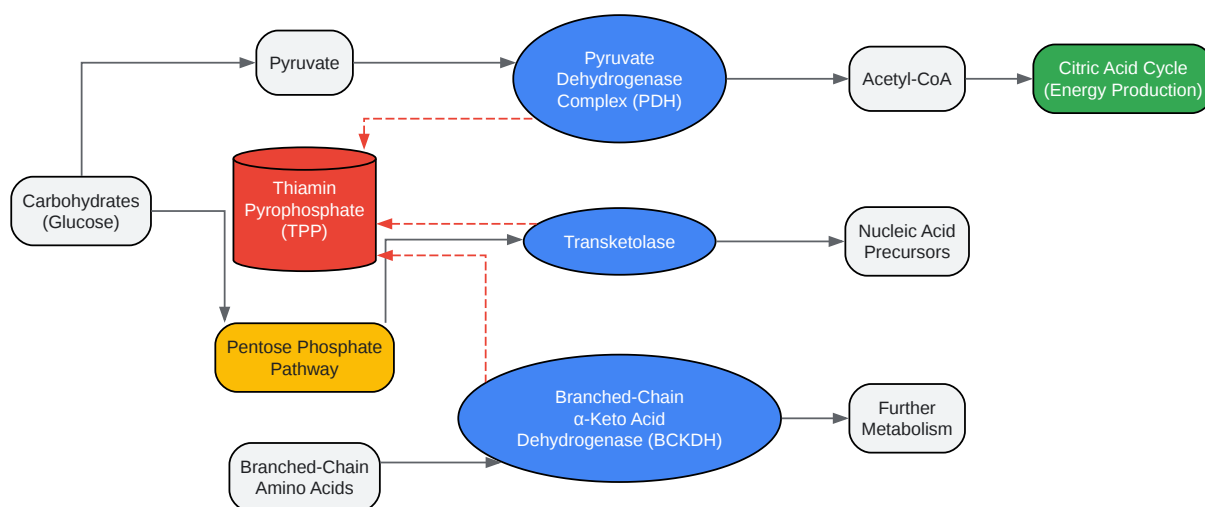 Pyruvate
Pyruvate
Dehydrogenase
Complex (PDH)
Acetyl-CoA
Citric Acid Cycle
(Energy Production)
Carbohydrates
(Glucose)
Thiamin
Pyrophosphate
(TPP)
Transketolase
Nucleic Acid
Precursors
Pentose Phosphate
Pathway
Branched-Chain
α-Keto Acid
Dehydrogenase (BCKDH)
Further
Metabolism
Branched-Chain
Amino Acids